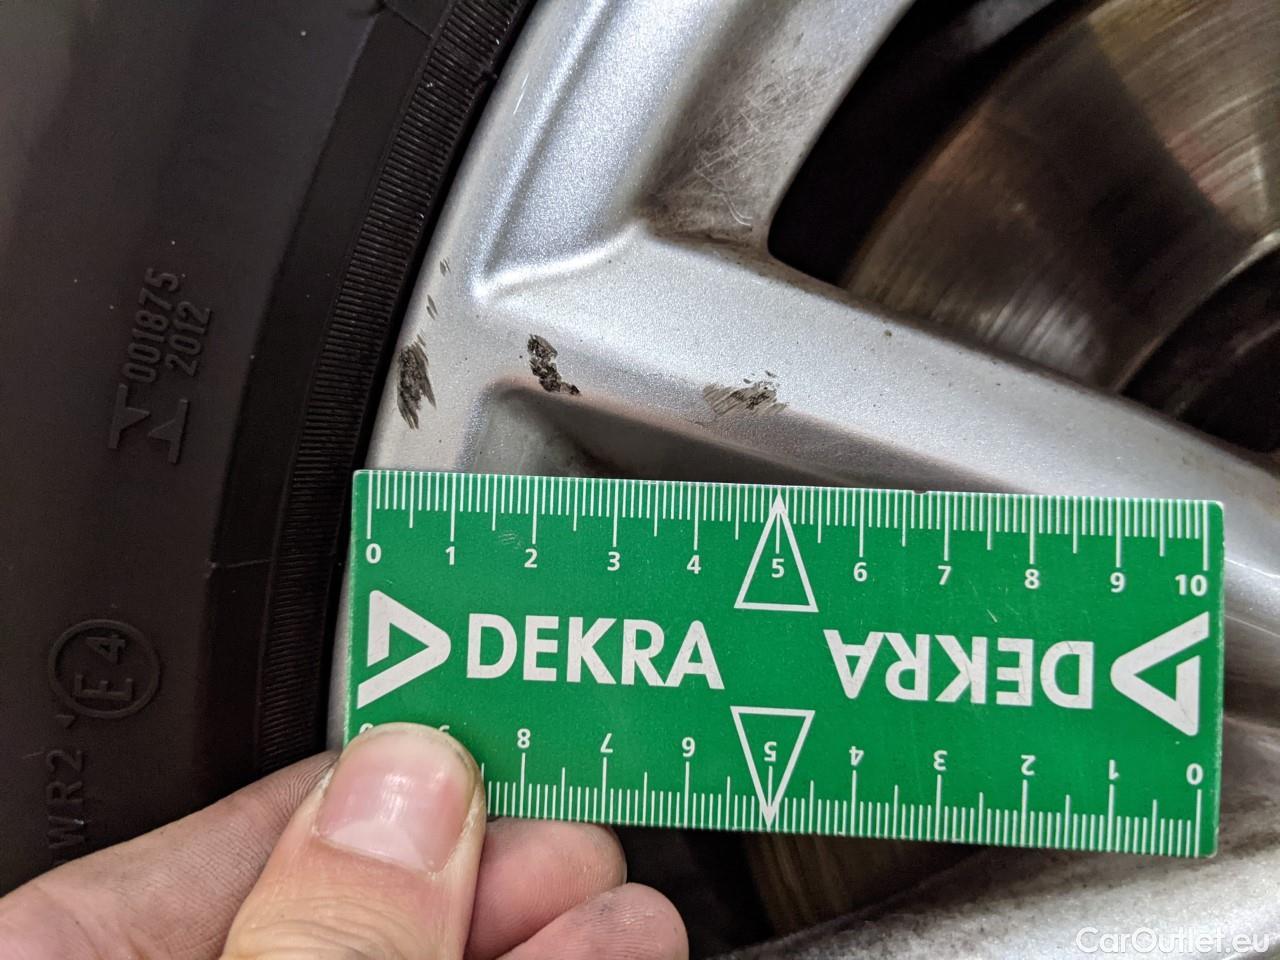 001875
2012
E4
WR2
0 1 2 3 4 5 6 7 8 9 10
DEKRA
DEKRA
8 7 6 5 4 3 2 1 0
CarOutlet.eu